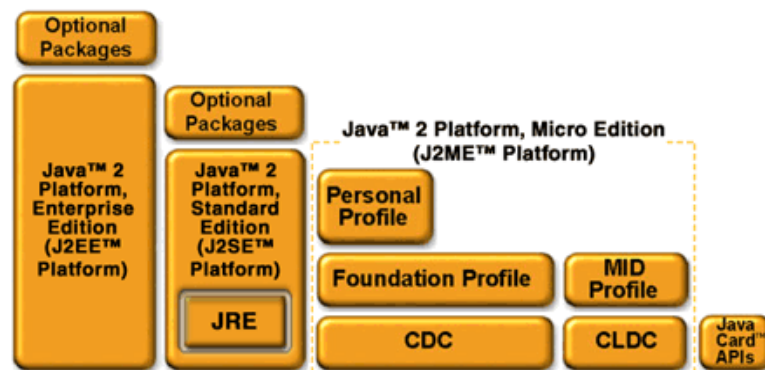 Optional
Packages
Java™ 2
Platform,
Enterprise
Edition
(J2EE™
Platform)
Optional
Packages
Java™ 2
Platform,
Standard
Edition
(J2SE™
Platform)
JRE
Java™ 2 Platform, Micro Edition
(J2ME™ Platform)
Personal
Profile
Foundation Profile
MID
Profile
CDC
CLDC
Java
Card™
APIs